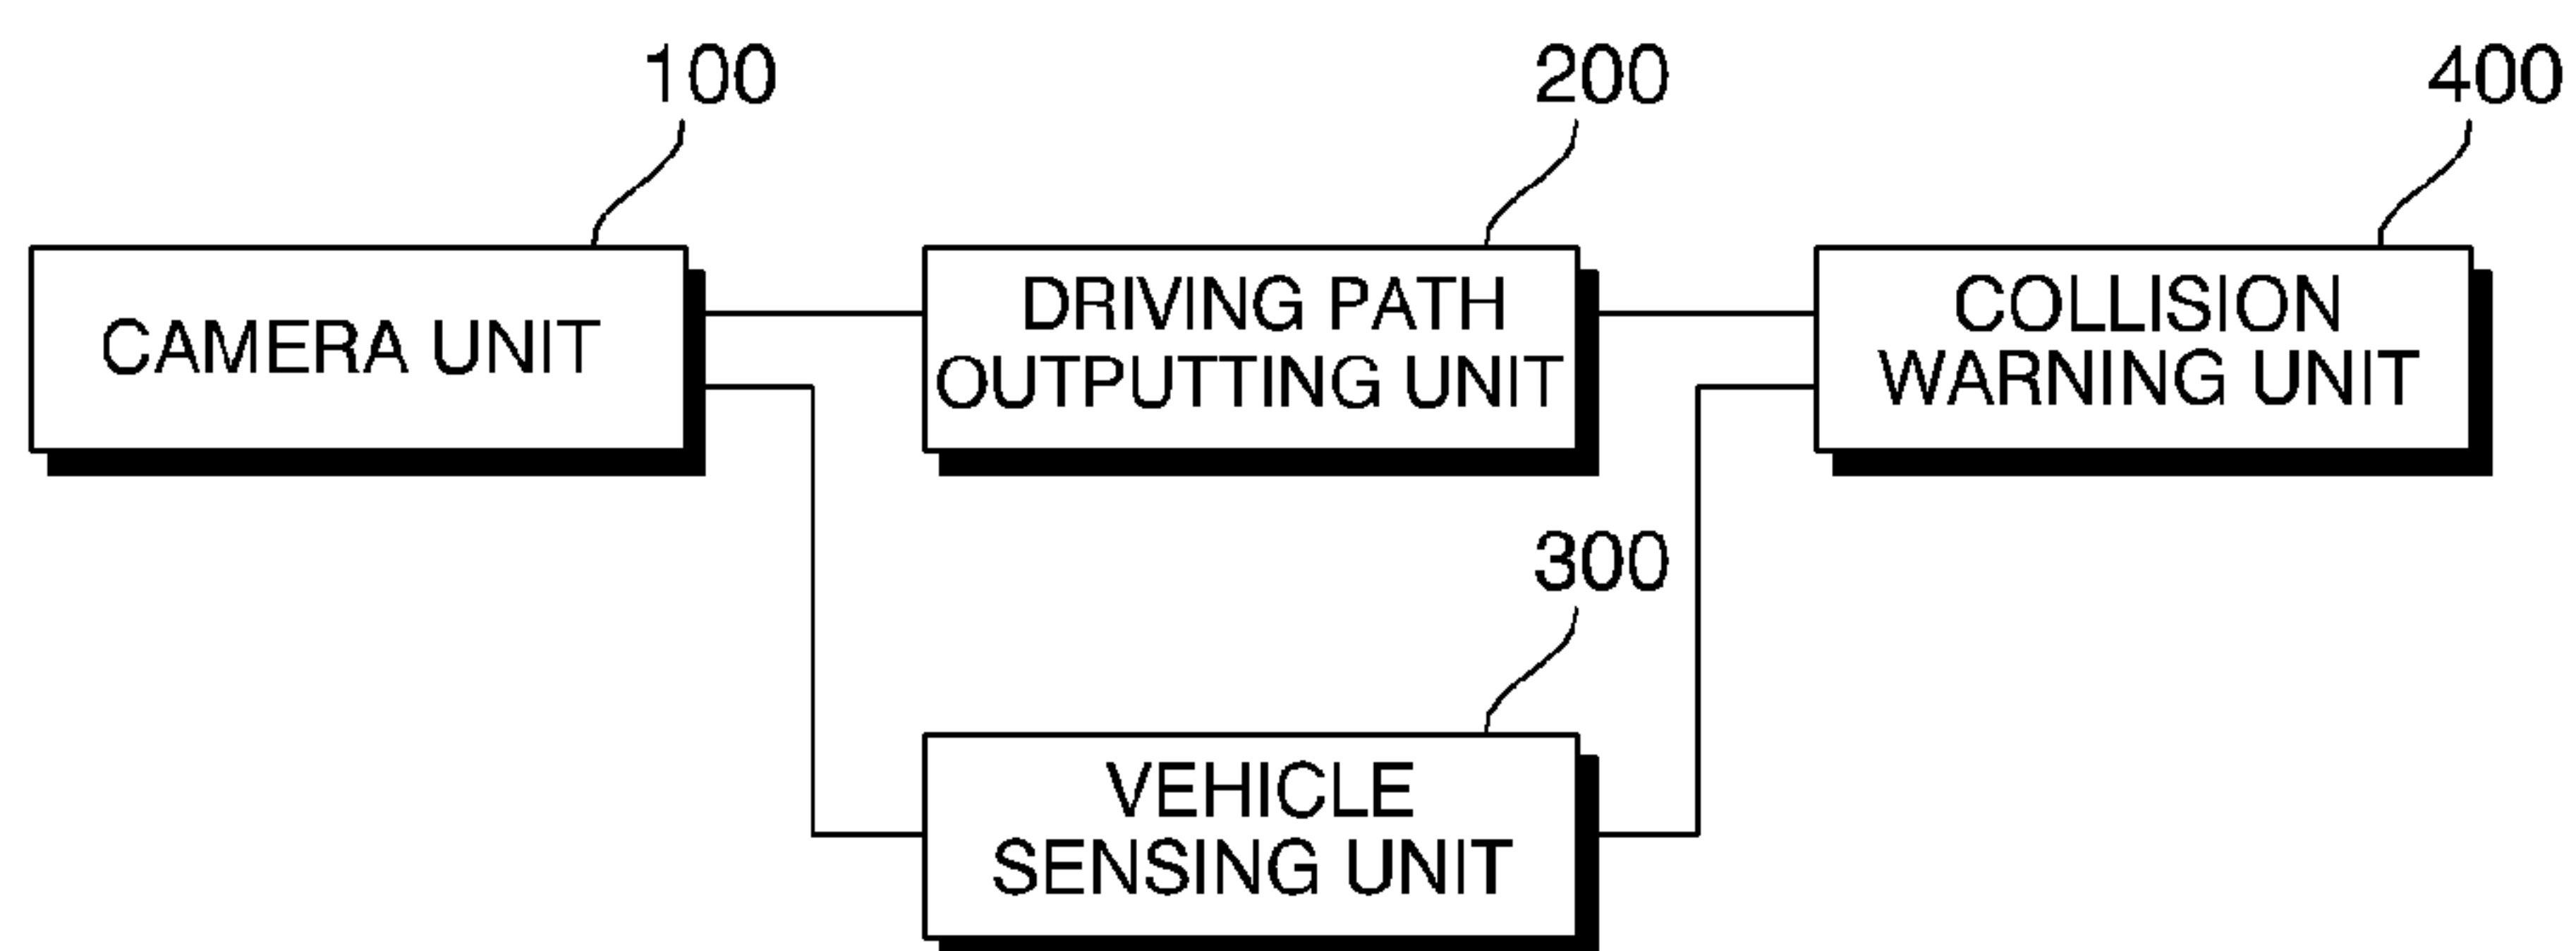 100
200
400
CAMERA UNIT
DRIVING PATH
OUTPUTTING UNIT
COLLISION
WARNING UNIT
300
VEHICLE
SENSING UNIT